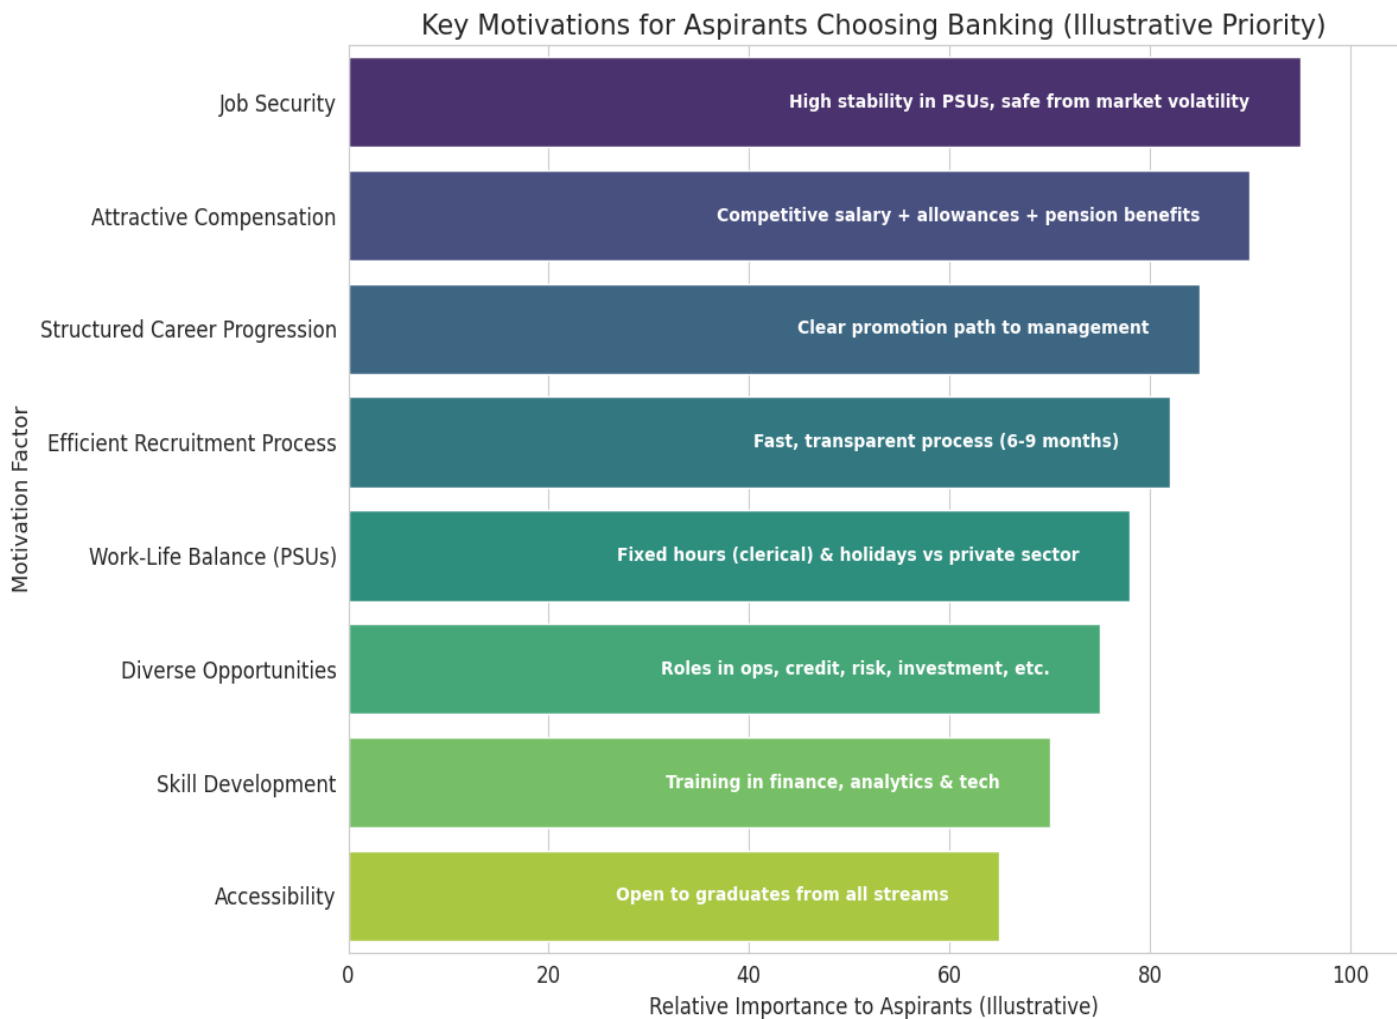 Key Motivations for Aspirants Choosing Banking (Illustrative Priority)
Motivation Factor
Job Security
High stability in PSUs, safe from market volatility
Attractive Compensation
Competitive salary + allowances + pension benefits
Structured Career Progression
Clear promotion path to management
Efficient Recruitment Process
Fast, transparent process (6-9 months)
Work-Life Balance (PSUs)
Fixed hours (clerical) & holidays vs private sector
Diverse Opportunities
Roles in ops, credit, risk, investment, etc.
Skill Development
Training in finance, analytics & tech
Accessibility
Open to graduates from all streams
0 20 40 60 80 100
Relative Importance to Aspirants (Illustrative)